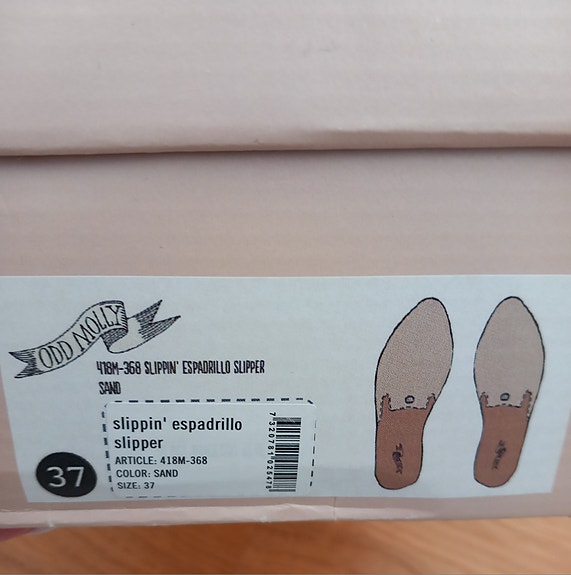 ODD MOLLY
418M-368 SLIPPIN' ESPADRILLO SLIPPER
SAND
slippin' espadrillo
slipper
ARTICLE: 418M-368
COLOR: SAND
SIZE: 37
37